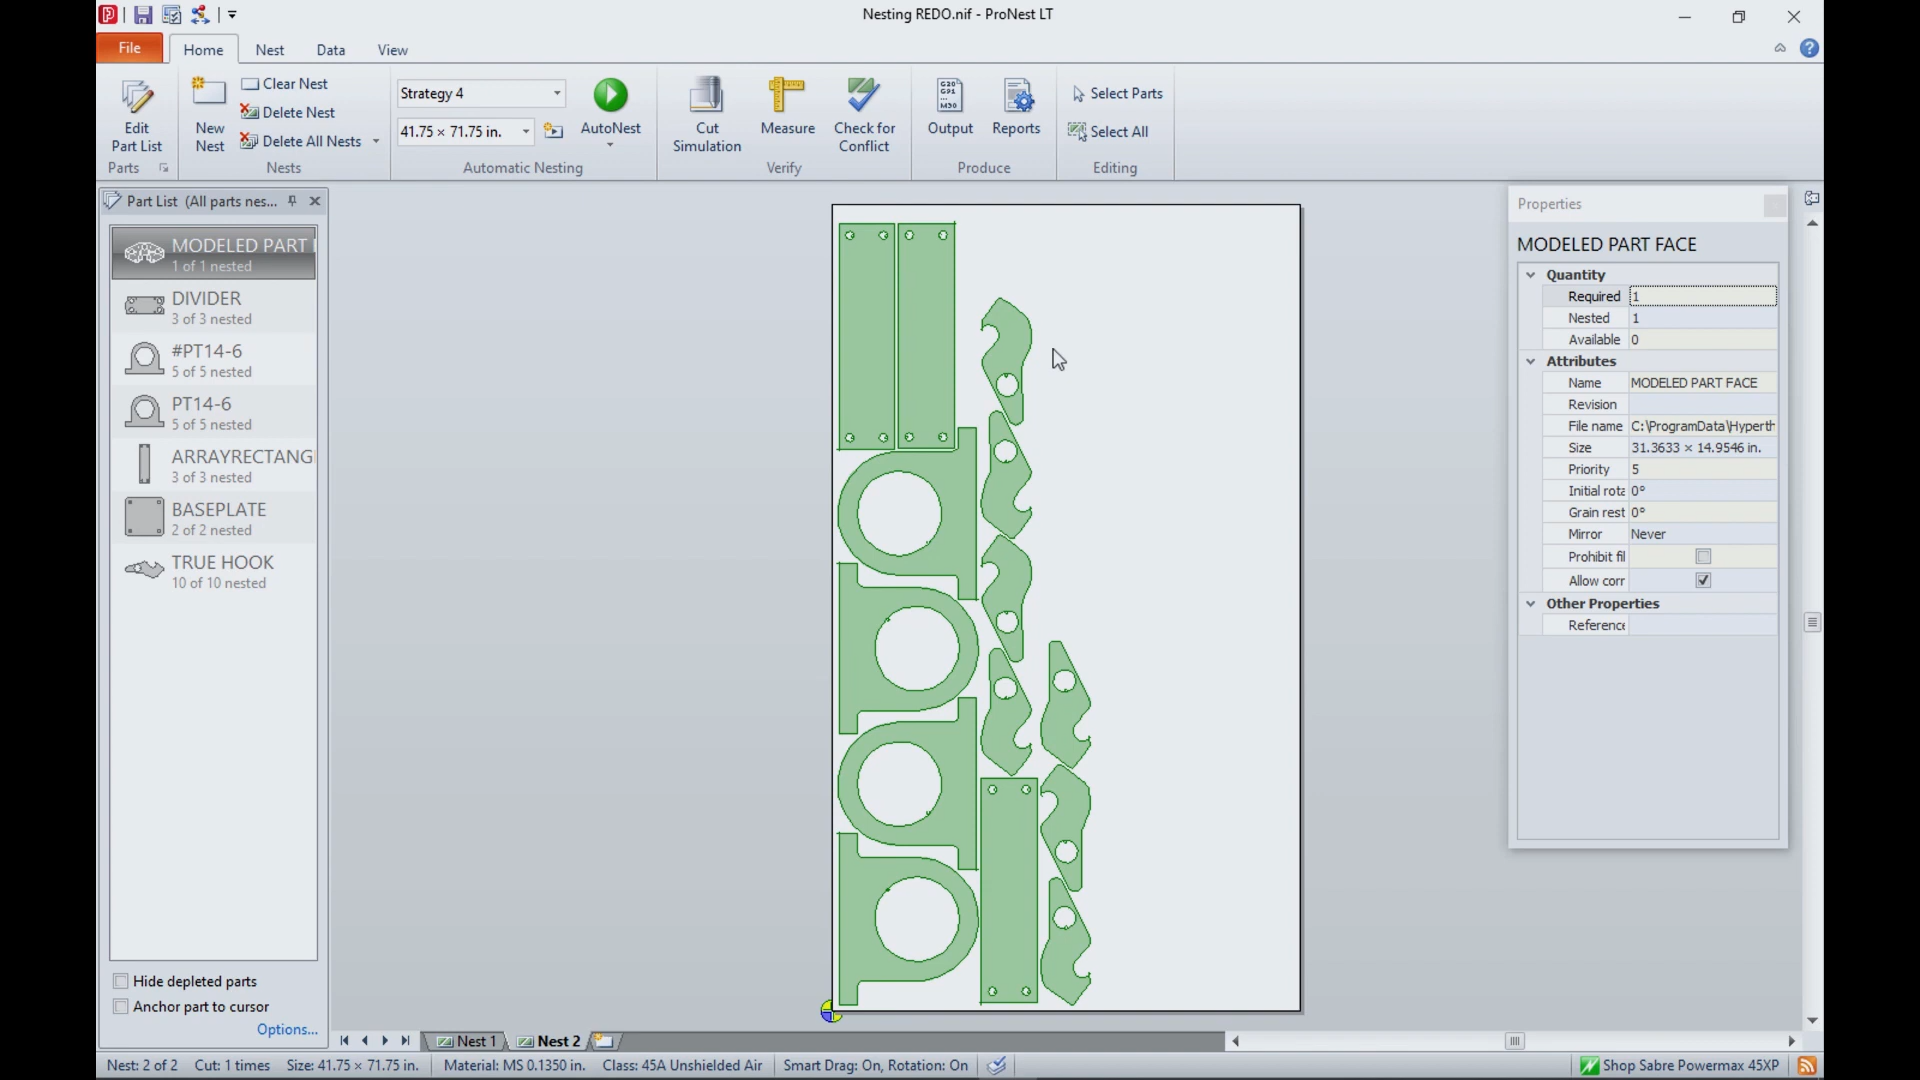 Nesting REDO.nif - ProNest LT
File
Home
Nest
Data
View
Edit
Part List
Parts
New
Nest
Clear Nest
Delete Nest
Delete All Nests
Nests
Strategy 4
41.75 × 71.75 in.
AutoNest
Automatic Nesting
Cut
Simulation
Measure
Check for
Conflict
Verify
Output
Reports
Produce
Select Parts
Select All
Editing
Part List (All parts nes...
MODELED PART
1 of 1 nested
DIVIDER
3 of 3 nested
#PT14-6
5 of 5 nested
PT14-6
5 of 5 nested
ARRAYRECTANG
3 of 3 nested
BASEPLATE
2 of 2 nested
TRUE HOOK
10 of 10 nested
Hide depleted parts
Anchor part to cursor
Options...
Properties
MODELED PART FACE
Quantity
Required 1
Nested 1
Available 0
Attributes
Name MODELED PART FACE
Revision
File name C:\ProgramData\Hyperth
Size 31.3633 × 14.9546 in.
Priority 5
Initial rota 0°
Grain rest 0°
Mirror Never
Prohibit fil
Allow corr
Other Properties
Reference
Nest 1
Nest 2
Nest: 2 of 2 Cut: 1 times Size: 41.75 × 71.75 in. Material: MS 0.1350 in. Class: 45A Unshielded Air Smart Drag: On, Rotation: On Shop Sabre Powermax 45XP